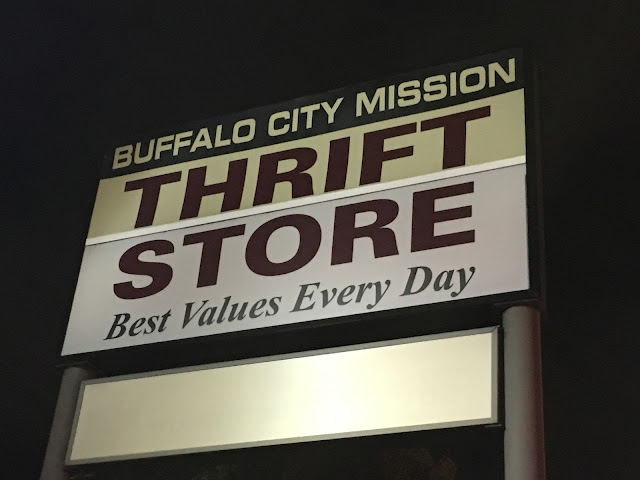 BUFFALO CITY MISSION
THRIFT
STORE
Best Values Every Day